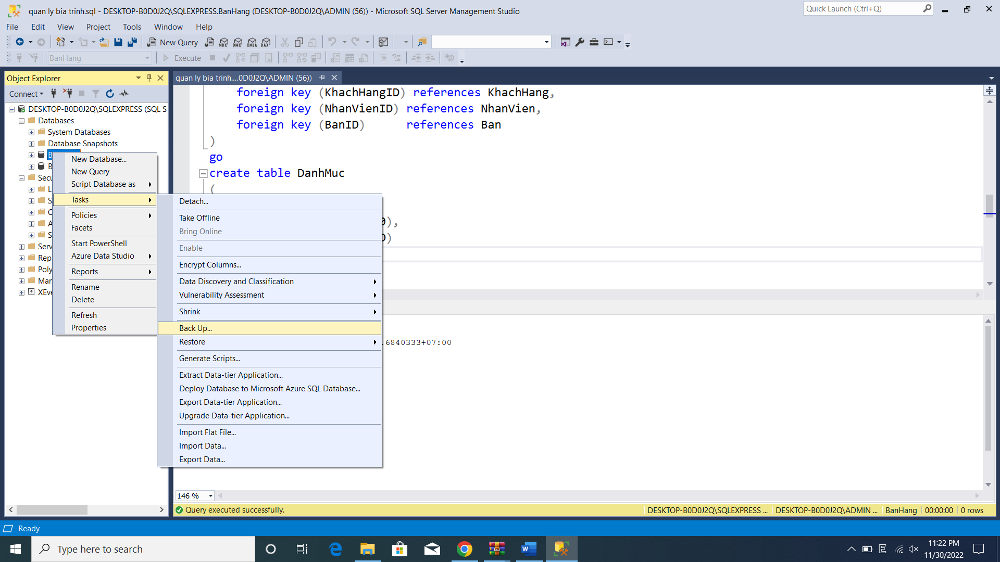 quan ly bia trinh.sql - DESKTOP-B0D0J2Q\SQLEXPRESS.BanHang (DESKTOP-B0D0J2Q\ADMIN (56)) - Microsoft SQL Server Management Studio
Quick Launch (Ctrl+Q)
File Edit View Project Tools Window Help
New Query MDX DMX XMLA DAX
BanHang Execute
Object Explorer
quan ly bia trinh....0D0J2Q\ADMIN (56))
Connect
DESKTOP-B0D0J2Q\SQLEXPRESS (SQL S
Databases
System Databases
Database Snapshots
B
B
Secu
L
S
C
A
S
Serv
Rep
Poly
Man
XEve
New Database...
New Query
Script Database as
Tasks
Policies
Facets
Start PowerShell
Azure Data Studio
Reports
Rename
Delete
Refresh
Properties
Detach...
Take Offline
Bring Online
Enable
Encrypt Columns...
Data Discovery and Classification
Vulnerability Assessment
Shrink
Back Up...
Restore
Generate Scripts...
Extract Data-tier Application...
Deploy Database to Microsoft Azure SQL Database...
Export Data-tier Application...
Upgrade Data-tier Application...
Import Flat File...
Import Data...
Export Data...
foreign key (KhachHangID) references KhachHang,
foreign key (NhanVienID) references NhanVien,
foreign key (BanID) references Ban
)
go
create table DanhMuc
(
0),
)
.6840333+07:00
146 %
Query executed successfully.
DESKTOP-B0D0J2Q\SQLEXPRESS ... DESKTOP-B0D0J2Q\ADMIN ... BanHang 00:00:00 0 rows
Ready
Type here to search
11:22 PM
11/30/2022